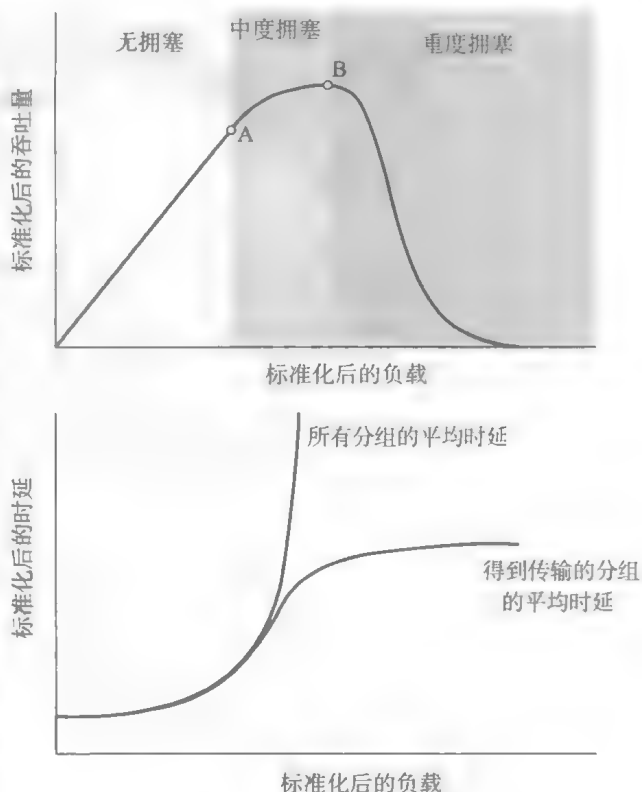 无拥塞
中度拥塞
重度拥塞
B
A
标准化后的吞吐量
标准化后的负载
所有分组的平均时延
标准化后的时延
得到传输的分组
的平均时延
标准化后的负载